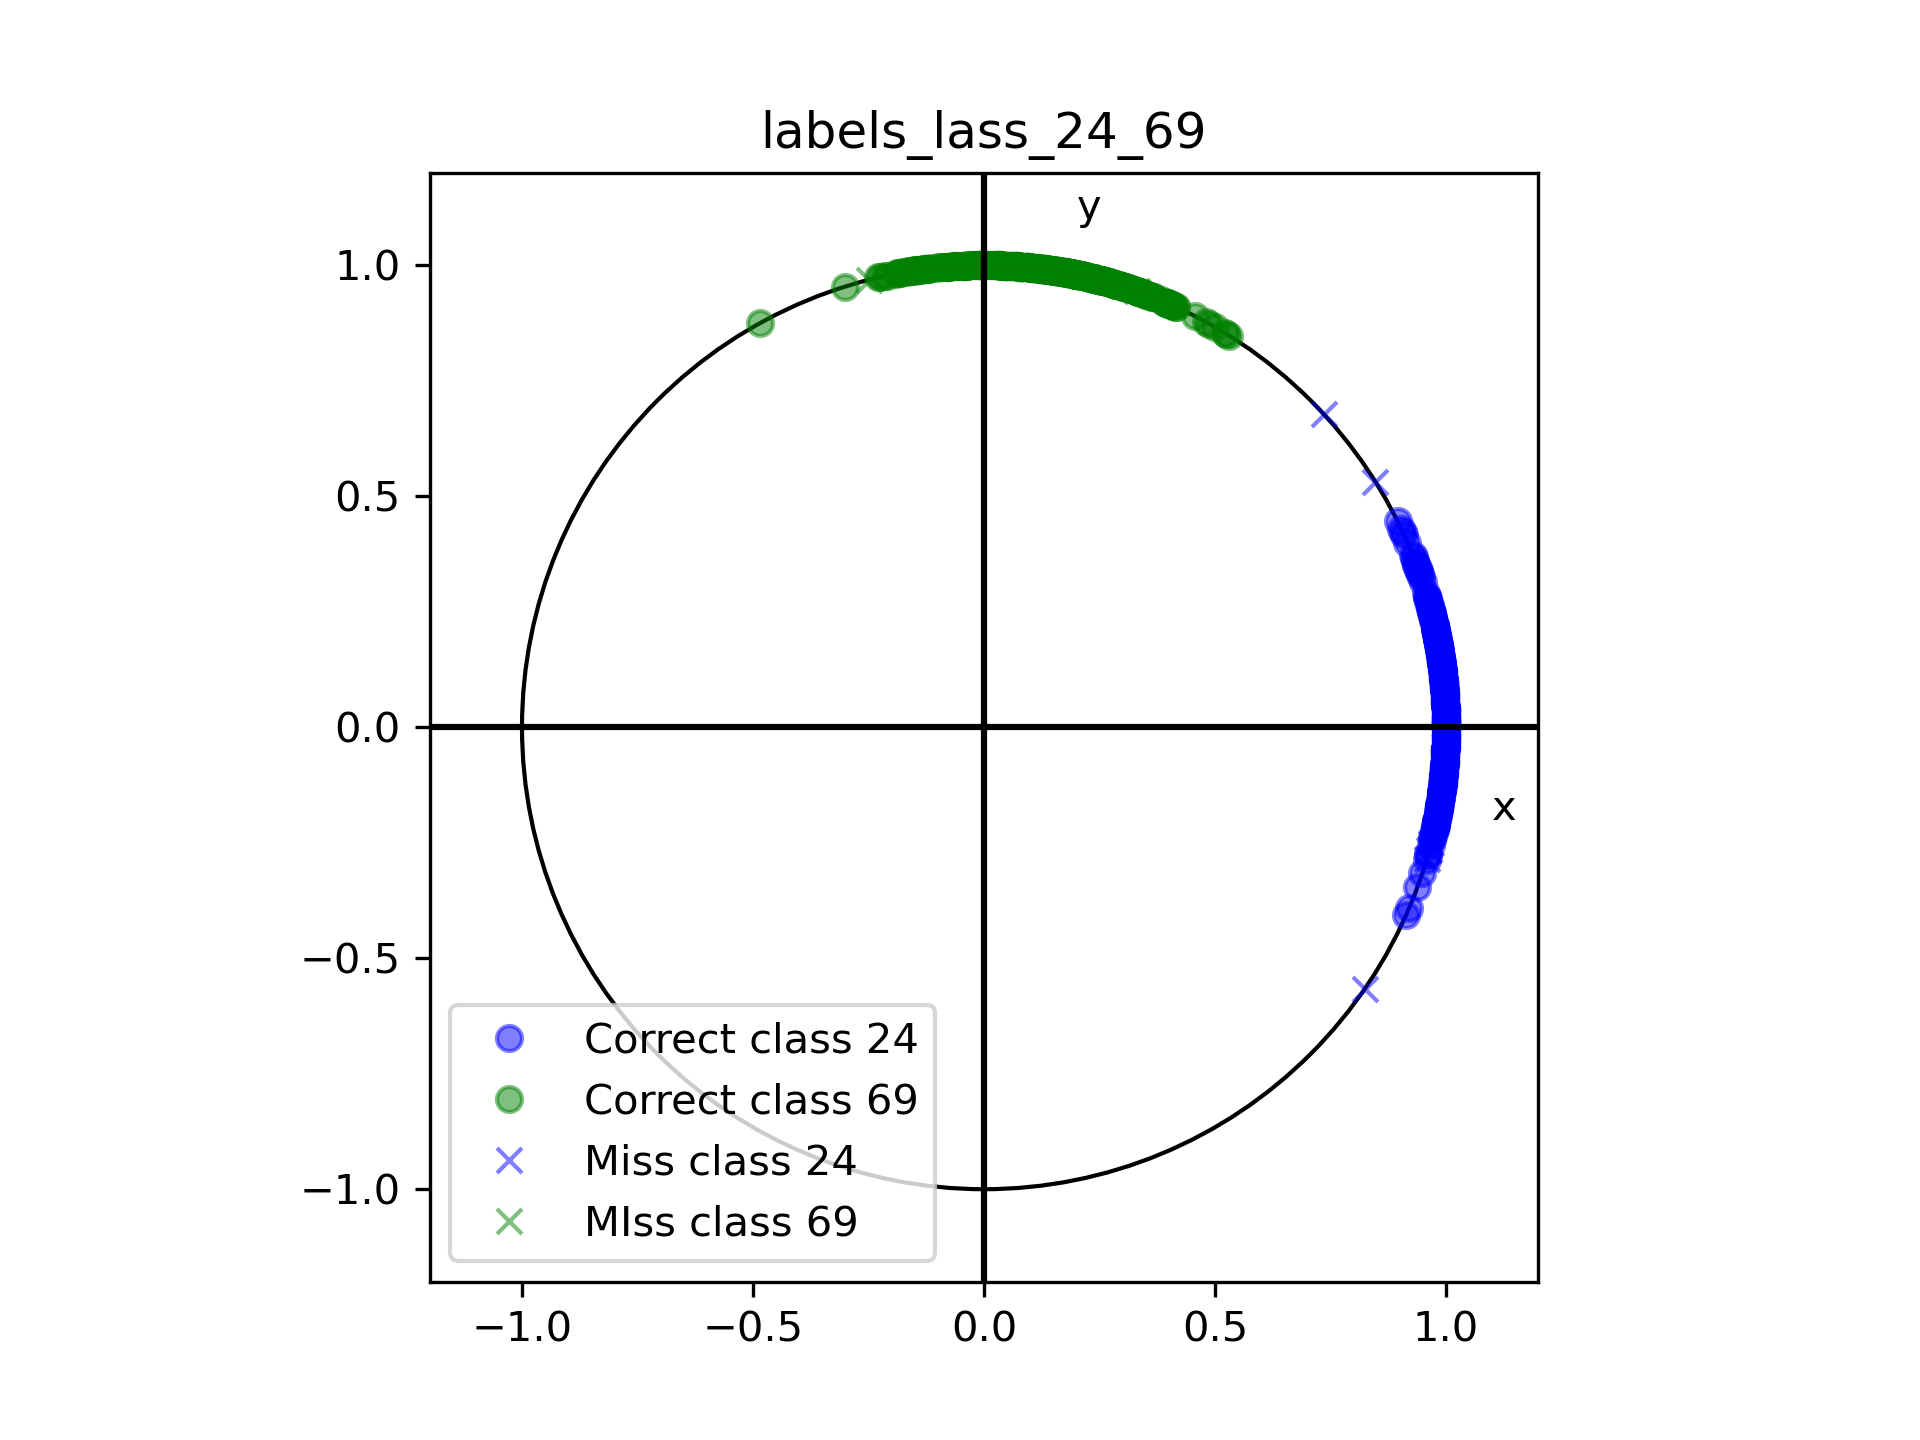 labels_lass_24_69
y
1.0
0.5
0.0
x
−0.5
−1.0
Correct class 24
Correct class 69
Miss class 24
MIss class 69
−1.0 −0.5 0.0 0.5 1.0